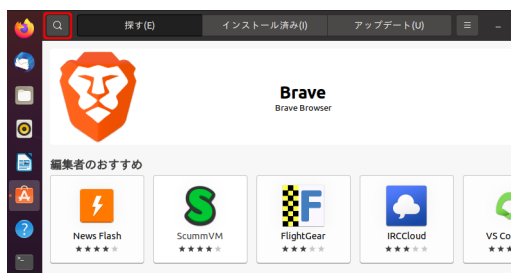 探す(E) インストール済み(I) アップデート(U)
Brave
Brave Browser
編集者のおすすめ
News Flash ScummVM FlightGear IRCCloud VS Co